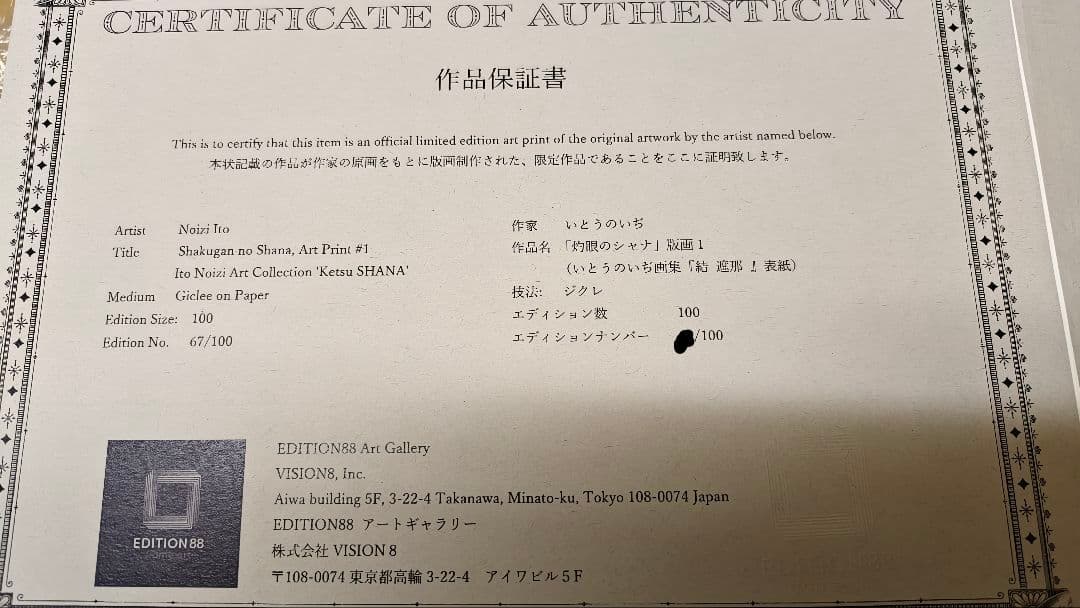 CERTIFICATE OF AUTHENTICITY
作品保証書
This is to certify that this item is an official limited edition art print of the original artwork by the artist named below.
本状記載の作品が作家の原画をもとに版画制作された、限定作品であることをここに証明致します。
Artist Noizi Ito
Title Shakugan no Shana, Art Print #1
Ito Noizi Art Collection 'Ketsu SHANA'
Medium Giclee on Paper
Edition Size: 100
Edition No. 67/100
作家 いとうのいぢ
作品名 「灼眼のシャナ」版画1
（いとうのいぢ画集「結 遮那 ！表紙）
技法: ジクレ
エディション数 100
エディションナンバー /100
EDITION88
EDITION88 Art Gallery
VISION8, Inc.
Aiwa building 5F, 3-22-4 Takanawa, Minato-ku, Tokyo 108-0074 Japan
EDITION88 アートギャラリー
株式会社 VISION 8
〒108-0074 東京都高輪 3-22-4 アイワビル５F